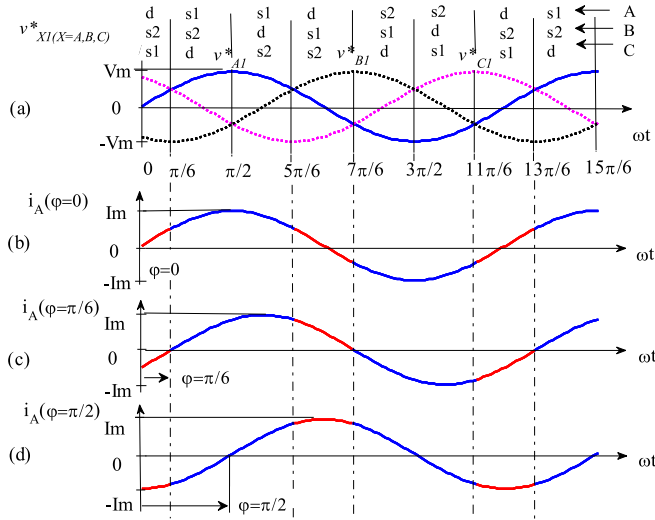 d s1 s1 d s2 s2 d s1 A
v*X1(X=A,B,C) s2 s2 d s1 s1 d s2 s2 B
s1 d v*A1 s2 s2 v*B1 d s1 v*C1 s1 d C
Vm
(a) 0 ωt
-Vm
0 π/6 π/2 5π/6 7π/6 3π/2 11π/6 13π/6 15π/6
iA(φ=0) Im
(b) 0 ωt
-Im φ=0
iA(φ=π/6) Im
(c) 0 ωt
-Im φ=π/6
iA(φ=π/2)
Im
(d) 0 ωt
-Im φ=π/2